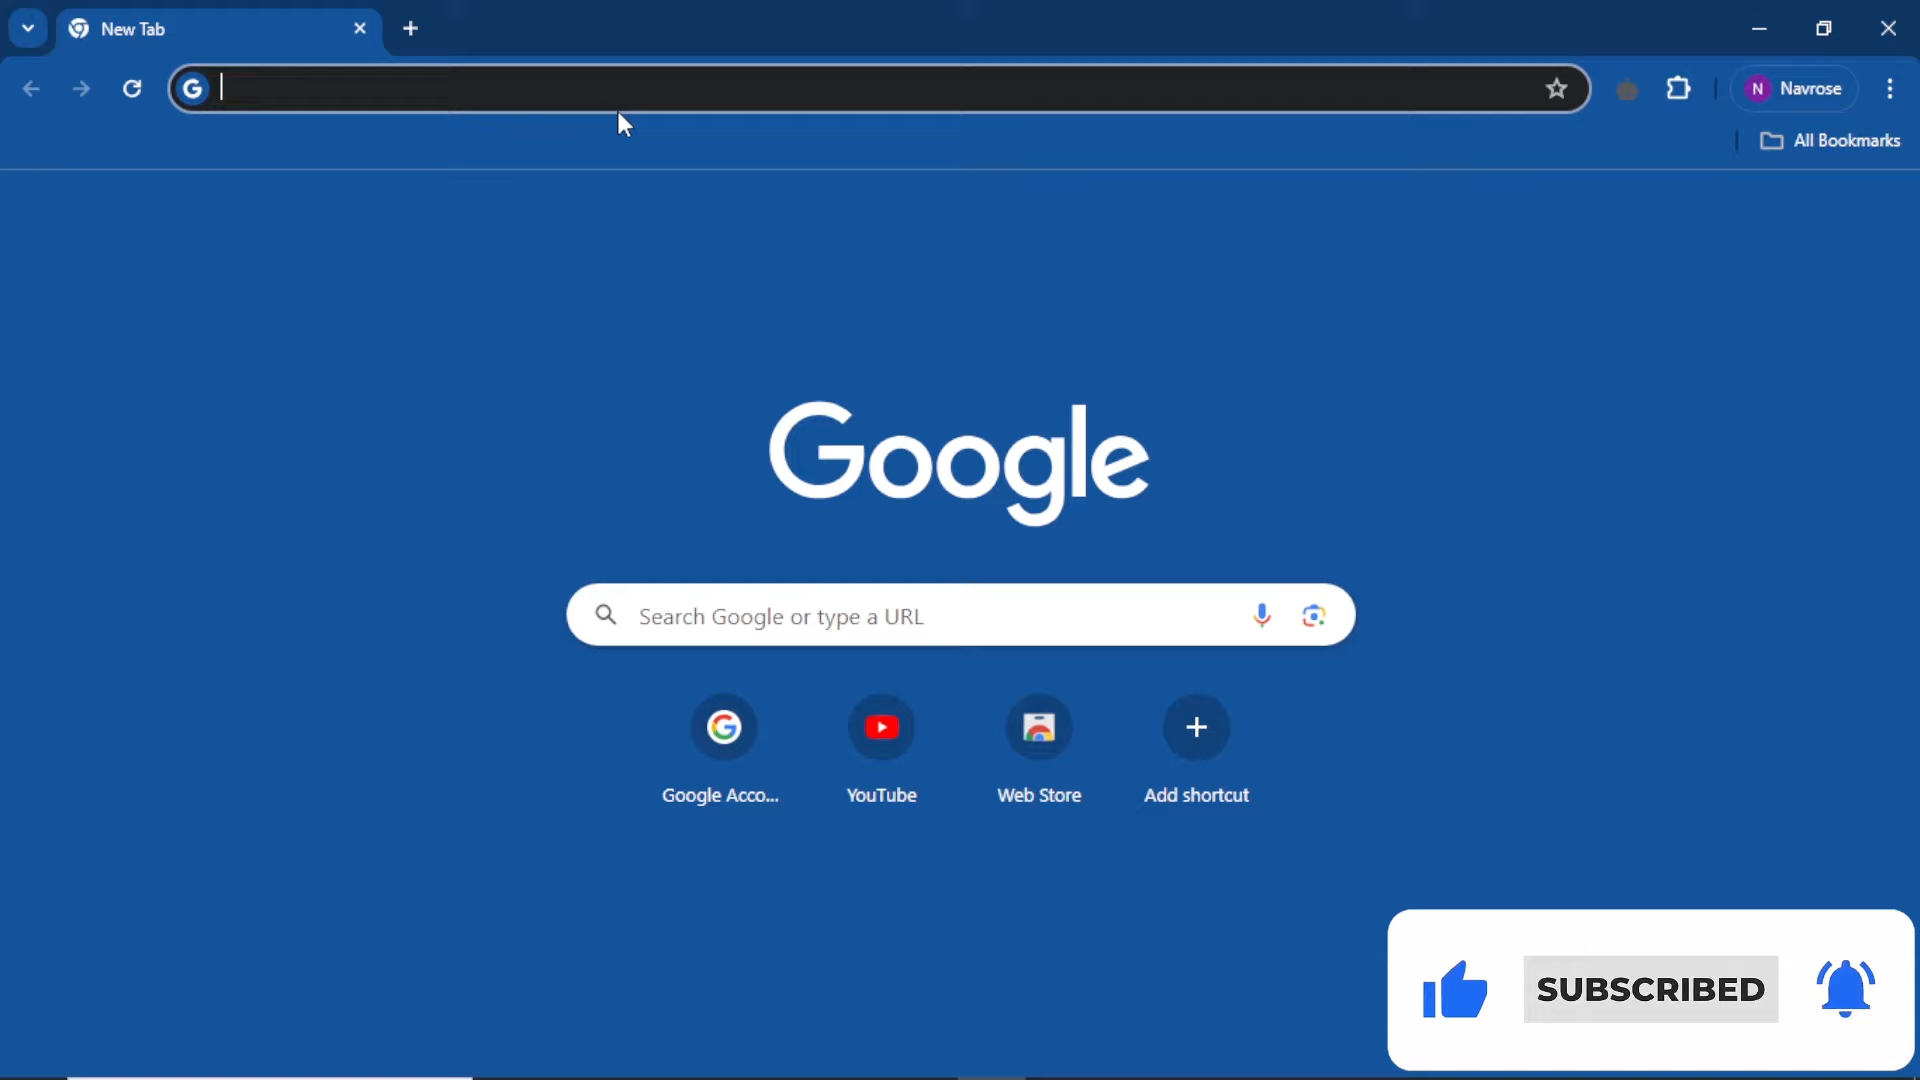 New Tab
N Navrose
All Bookmarks
Google
Search Google or type a URL
Google Acco...
YouTube
Web Store
Add shortcut
SUBSCRIBED